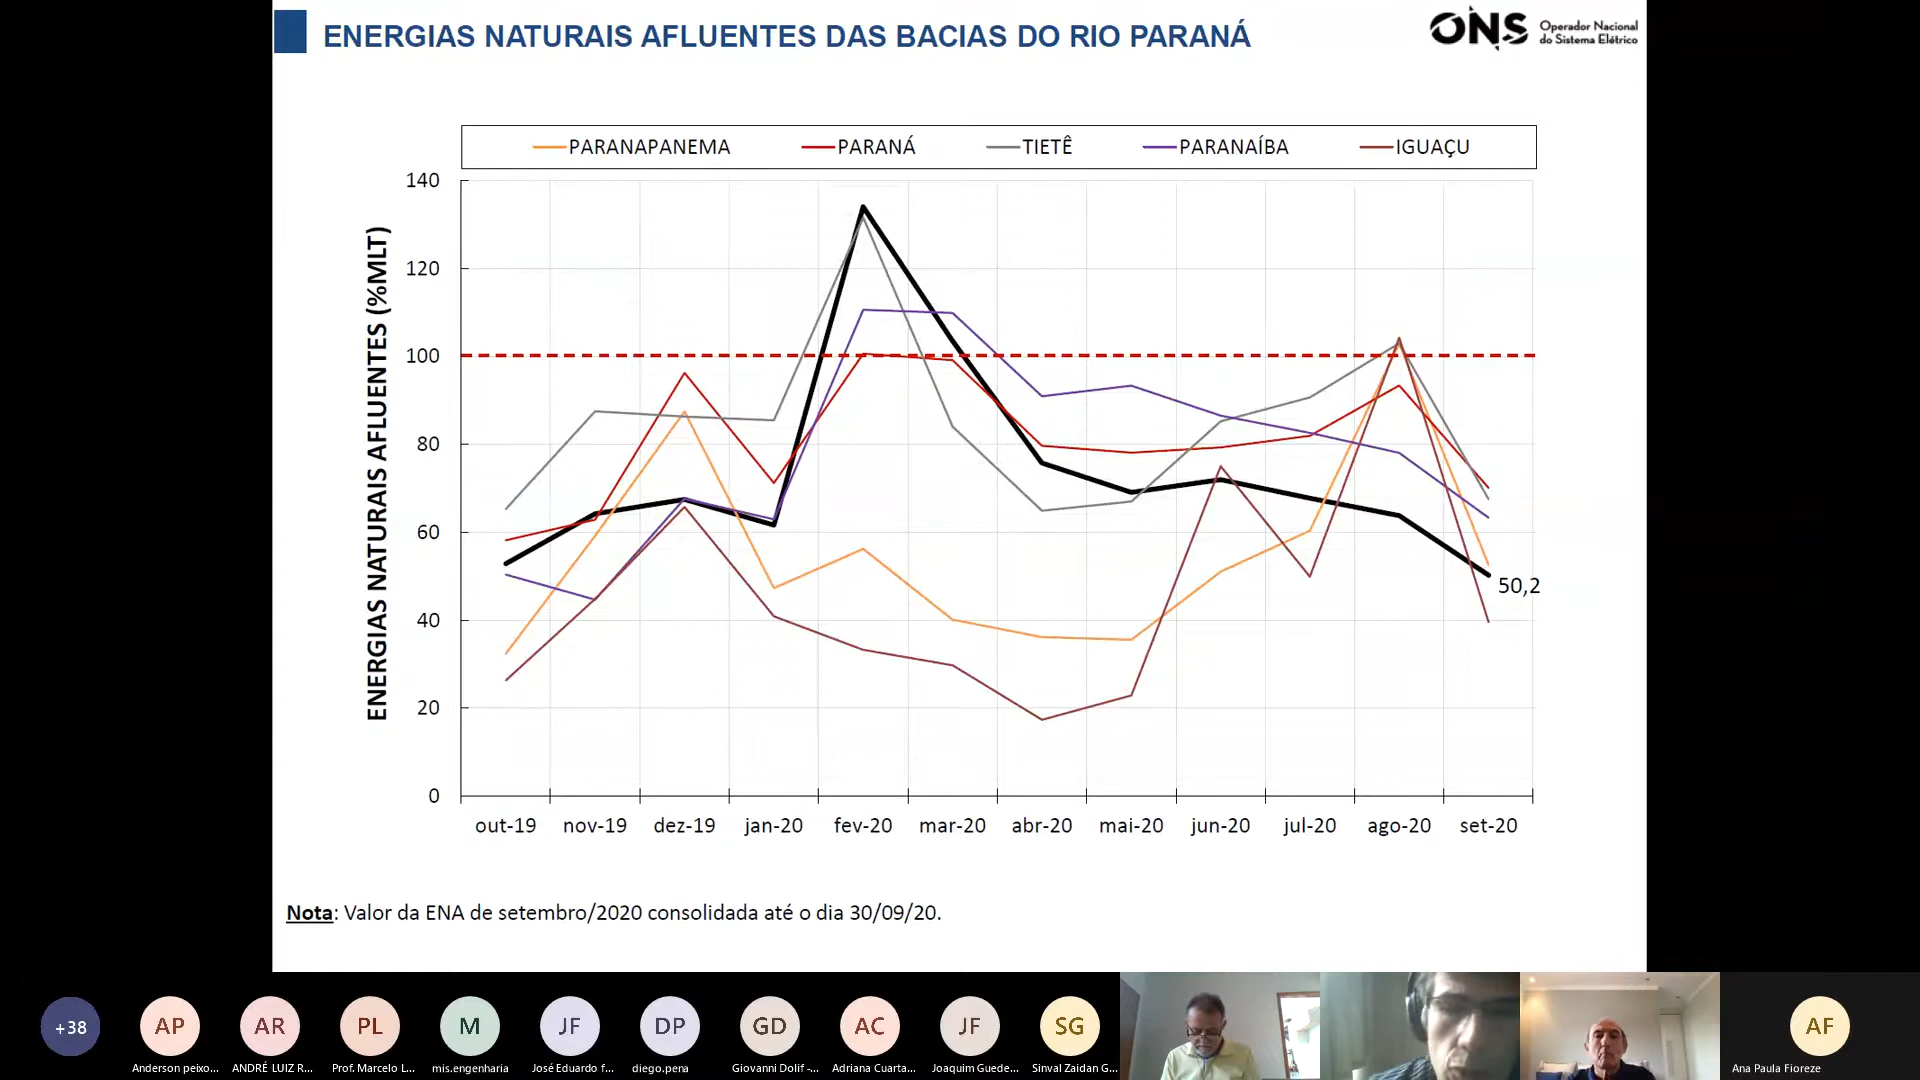 ENERGIAS NATURAIS AFLUENTES DAS BACIAS DO RIO PARANÁ
ONS Operador Nacional
do Sistema Elétrico
PARANAPANEMA PARANÁ TIETÊ PARANAÍBA IGUAÇU
ENERGIAS NATURAIS AFLUENTES (%MLT)
140
120
100
80
60
40
20
0
50,2
out-19 nov-19 dez-19 jan-20 fev-20 mar-20 abr-20 mai-20 jun-20 jul-20 ago-20 set-20
Nota: Valor da ENA de setembro/2020 consolidada até o dia 30/09/20.
+38 AP AR PL M JF DP GD AC JF SG AF
Anderson peixo... ANDRÉ LUIZ R... Prof. Marcelo L... mis.engenharia José Eduardo f... diego.pena Giovanni Dolif -... Adriana Cuarta... Joaquim Guede... Sinval Zaidan G... Ana Paula Fioreze